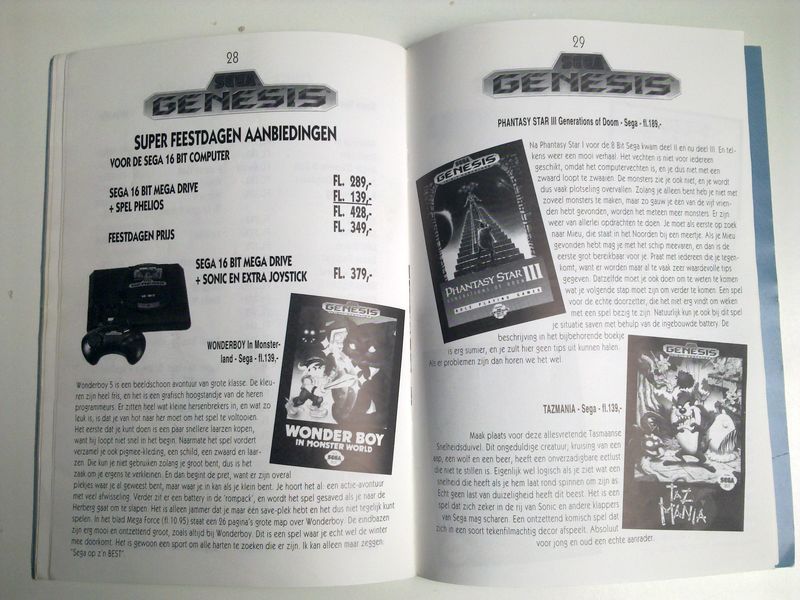 28
SEGA
GENESIS
SUPER FEESTDAGEN AANBIEDINGEN
VOOR DE SEGA 16 BIT COMPUTER
SEGA 16 BIT MEGA DRIVE FL. 289,-
+ SPEL PHELIOS FL. 139,-
FL. 428,-
FEESTDAGEN PRIJS FL. 349,-
SEGA 16 BIT MEGA DRIVE
+ SONIC EN EXTRA JOYSTICK FL. 379,-
WONDERBOY In Monster-
land - Sega - fl.139,-
GENESIS
WONDER BOY
IN MONSTER WORLD
SEGA
Wonderboy 5 is een beeldschoon avontuur van grote klasse. De kleu-
ren zijn heel fris, en het is een grafisch hoogstandje van de heren
programmeurs. Er zitten heel wat kleine hersenbrekers in, en wat zo
leuk is, is dat je van hot naar her moet om het spel te voltooien.
Het eerste dat je kunt doen is een paar snellere laarzen kopen,
want hij loopt niet snel in het begin. Naarmate het spel vordert
verzamel je ook pigmee-kleding, een schild, een zwaard en laar-
zen. Die kun je niet gebruiken zolang je groot bent, dus is het
zaak om je ergens te verkleinen. En dan begint de pret, want er zijn overal
plekjes waar je al geweest bent, maar waar je in kan als je klein bent. Je hoort het al: een actie-avontuur
met veel afwisseling. Verder zit er een battery in de 'rompack', en wordt het spel gesaved als je naar de
Herberg gaat om te slapen. Het is alleen jammer dat je maar één save-plek hebt en het dus niet tegelijk kunt
spelen. In het blad Mega Force (fl 10.95) staat een 26 pagina's grote map over Wonderboy. De eindbazen
zijn erg mooi en ontzettend groot, zoals altijd bij Wonderboy. Dit is een spel waar je echt wel de winter
mee doorkomt. Het is gewoon een sport om alle harten te zoeken die er zijn. Ik kan alleen maar zeggen:
"Sega op z'n BEST"
29
SEGA
GENESIS
PHANTASY STAR III Generations of Doom - Sega - fl.189,-
GENESIS
PHANTASY STAR III
GENERATIONS OF DOOM
ROLE PLAYING GAMES
Na Phantasy Star I voor de 8 Bit Sega kwam deel II en nu deel III. En tel-
kens weer een mooi verhaal. Het vechten is niet voor iedereen
geschikt, omdat het computervechten is, en je dus niet met een
zwaard loopt te zwaaien. De monsters zie je ook niet, en je wordt
dus vaak plotseling overvallen. Zolang je alleen bent heb je niet met
zoveel monsters te maken, maar zo gauw je één van de vijf vrien-
den hebt gevonden, worden het meteen meer monsters. Er zijn
weer van allerlei opdrachten te doen. Je moet als eerste op zoek
naar Mieu, die staat in het Noorden bij een meertje. Als je Mieu
gevonden hebt mag je met het schip meevaren, en dan is de
eerste grot bereikbaar voor je. Praat met iedereen die je tegen-
komt, want er worden maar al te vaak zeer waardevolle tips
gegeven. Datzelfde moet je ook doen om te weten te komen
wat je volgende stap moet zijn om verder te komen. Een spel
voor de echte doorzetter, die het niet erg vindt om weken
met een spel bezig te zijn. Natuurlijk kun je ook bij dit spel
je situatie saven met behulp van de ingebouwde battery. De
beschrijving in het bijbehorende boekje
is erg sumier, en je zult hier geen tips uit kunnen halen.
Als er problemen zijn dan horen we het wel.
TAZMANIA - Sega - fl.139,-
GENESIS
TAZ
MANIA
Maak plaats voor deze allesvretende Tasmaanse
Snelheidsduivel. Dit ongeduldige creatuur; kruising van een
aap, een wolf en een beer, heeft een onverzadigbare eetlust
die niet te stillen is. Eigenlijk wel logisch als je ziet wat een
snelheid die heeft als je hem laat rond spinnen om zijn as.
Echt geen last van duizeligheid heeft dit beest. Het is een
spel dat zich zeker in de rij van Sonic en andere klappers
van Sega mag scharen. Een ontzettend komisch spel dat
zich in een soort tekenfilmachtig decor afspeelt. Absoluut
voor jong en oud een echte aanrader.